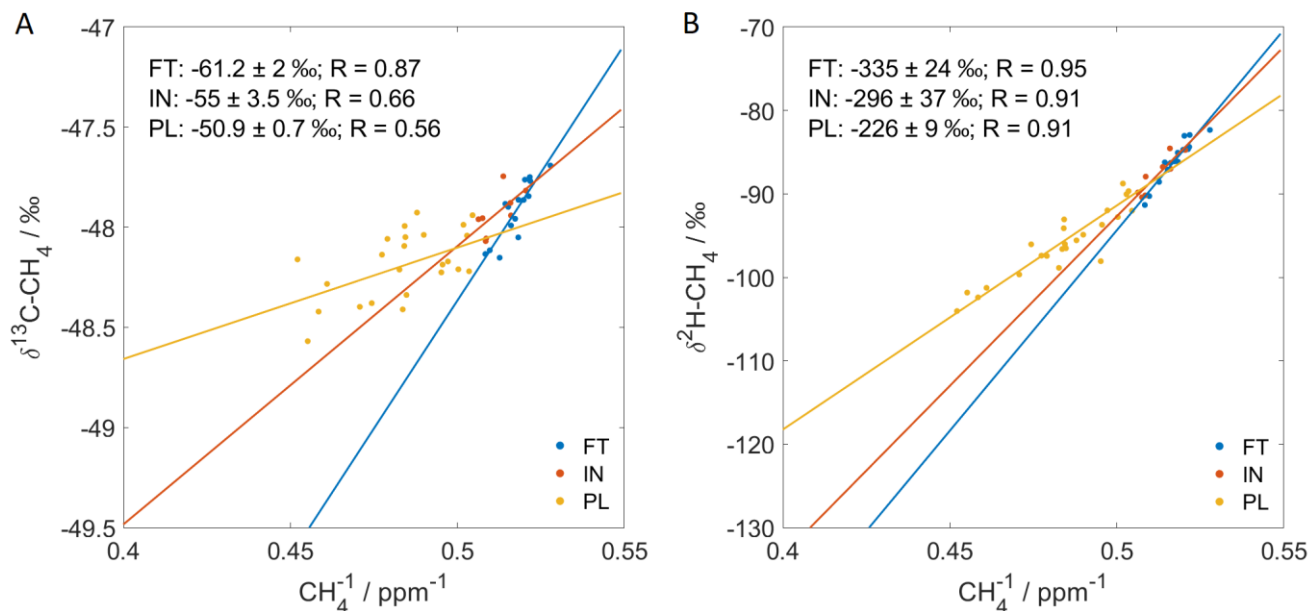 A
FT: -61.2 ± 2 ‰; R = 0.87
IN: -55 ± 3.5 ‰; R = 0.66
PL: -50.9 ± 0.7 ‰; R = 0.56
-47
-47.5
-48
-48.5
-49
-49.5
δ¹³C-CH₄ / ‰
FT
IN
PL
0.4
0.45
0.5
0.55
CH₄⁻¹ / ppm⁻¹
B
FT: -335 ± 24 ‰; R = 0.95
IN: -296 ± 37 ‰; R = 0.91
PL: -226 ± 9 ‰; R = 0.91
-70
-80
-90
-100
-110
-120
-130
δ²H-CH₄ / ‰
FT
IN
PL
0.4
0.45
0.5
0.55
CH₄⁻¹ / ppm⁻¹